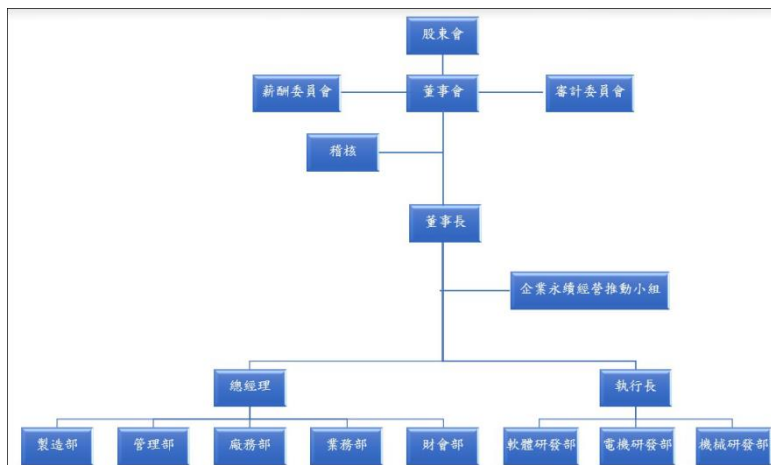 股東會
薪酬委員會
董事會
審計委員會
稽核
董事長
企業永續經營推動小組
總經理
執行長
製造部
管理部
廠務部
業務部
財會部
軟體研發部
電機研發部
機械研發部